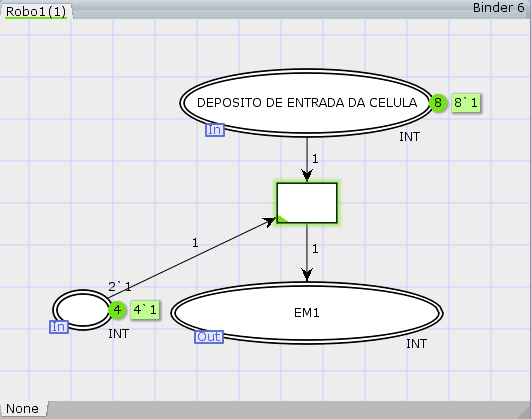 Robo1(1)
Binder 6
DEPOSITO DE ENTRADA DA CELULA
8
8`1
In
INT
1
1
1
2`1
4
4`1
In
INT
EM1
Out
INT
None